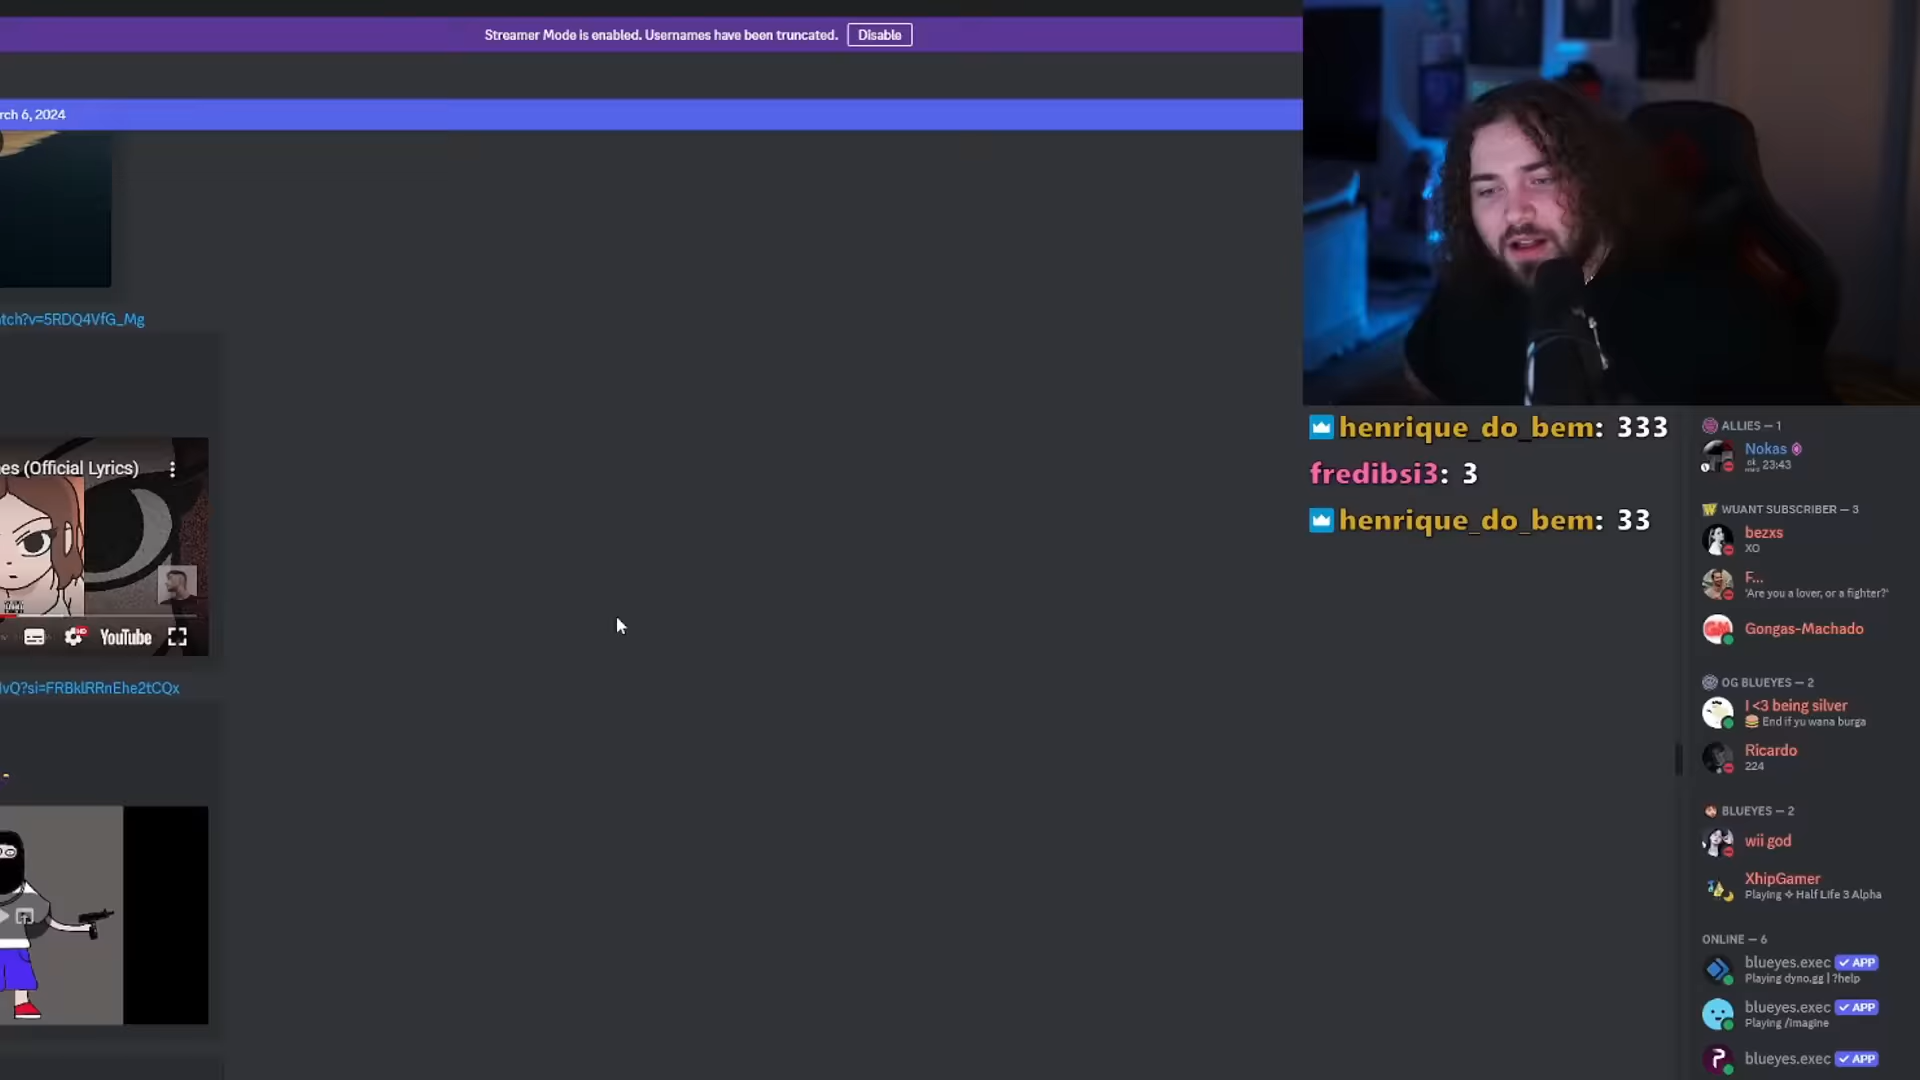 Streamer Mode is enabled. Usernames have been truncated. Disable
rch 6, 2024
atch?v=5RDQ4VfG_Mg
es (Official Lyrics)
YouTube
IvQ?si=FRBklRRnEhe2tCQx
henrique_do_bem: 333
fredibsi3: 3
henrique_do_bem: 33
ALLIES — 1
Nokas
23:43
WUANT SUBSCRIBER — 3
bezxs
XO
F...
"Are you a lover, or a fighter?"
Gongas-Machado
OG BLUEYES — 2
I <3 being silver
End if yu wana burga
Ricardo
224
BLUEYES — 2
wii god
XhipGamer
Playing ✧ Half Life 3 Alpha
ONLINE — 6
blueyes.exec ✓ APP
Playing dyno.gg | ?help
blueyes.exec ✓ APP
Playing /imagine
blueyes.exec ✓ APP